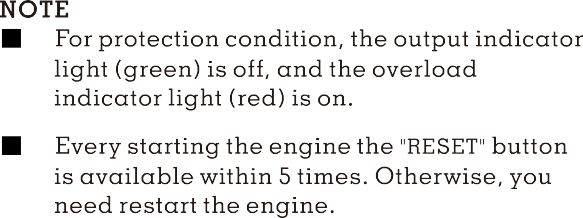 NOTE
■ For protection condition, the output indicator
light (green) is off, and the overload
indicator light (red) is on.
■ Every starting the engine the "RESET" button
is available within 5 times. Otherwise, you
need restart the engine.